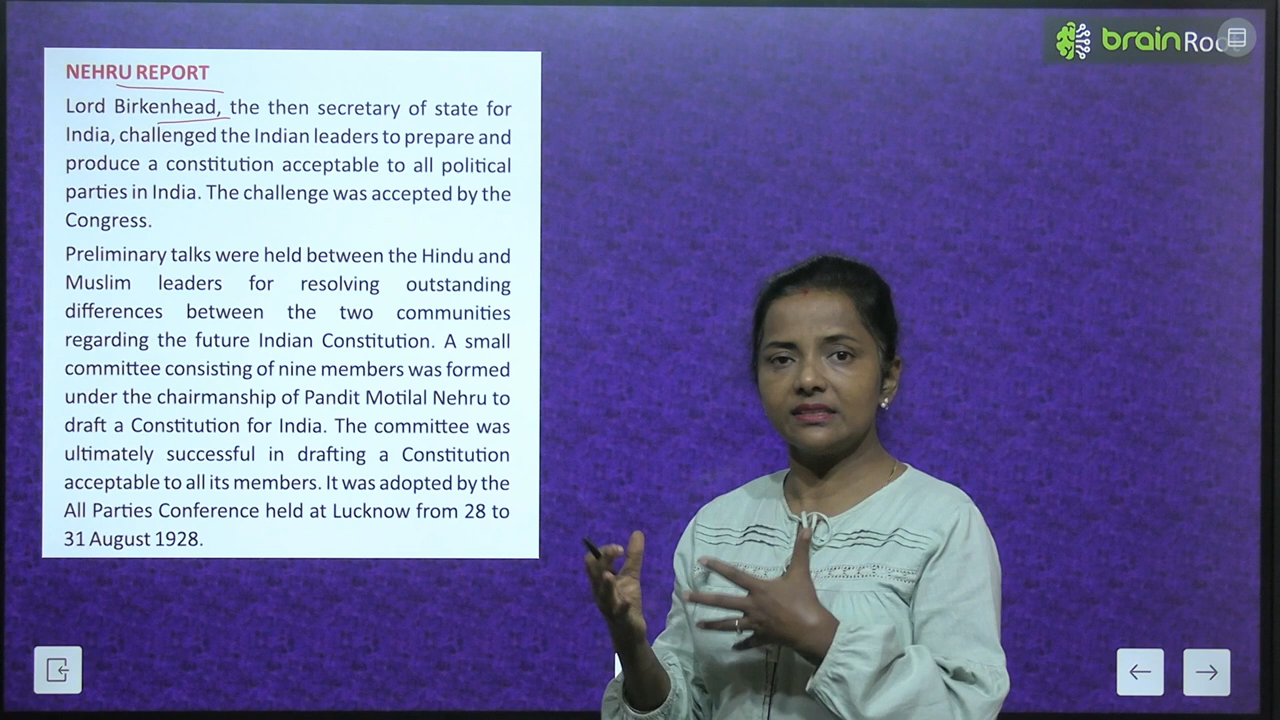 NEHRU REPORT
Lord Birkenhead, the then secretary of state for
India, challenged the Indian leaders to prepare and
produce a constitution acceptable to all political
parties in India. The challenge was accepted by the
Congress.
Preliminary talks were held between the Hindu and
Muslim leaders for resolving outstanding
differences between the two communities
regarding the future Indian Constitution. A small
committee consisting of nine members was formed
under the chairmanship of Pandit Motilal Nehru to
draft a Constitution for India. The committee was
ultimately successful in drafting a Constitution
acceptable to all its members. It was adopted by the
All Parties Conference held at Lucknow from 28 to
31 August 1928.